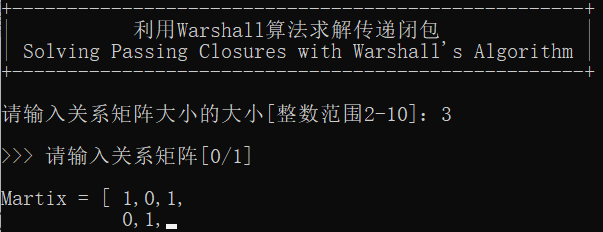 利用Warshall算法求解传递闭包
Solving Passing Closures with Warshall's Algorithm
请输入关系矩阵大小的大小[整数范围2-10]: 3
>>> 请输入关系矩阵[0/1]
Martix = [ 1,0,1,
0,1,